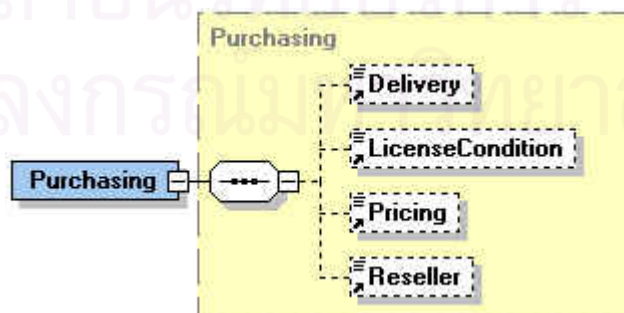 Purchasing
Delivery
LicenseCondition
Purchasing
Pricing
Reseller